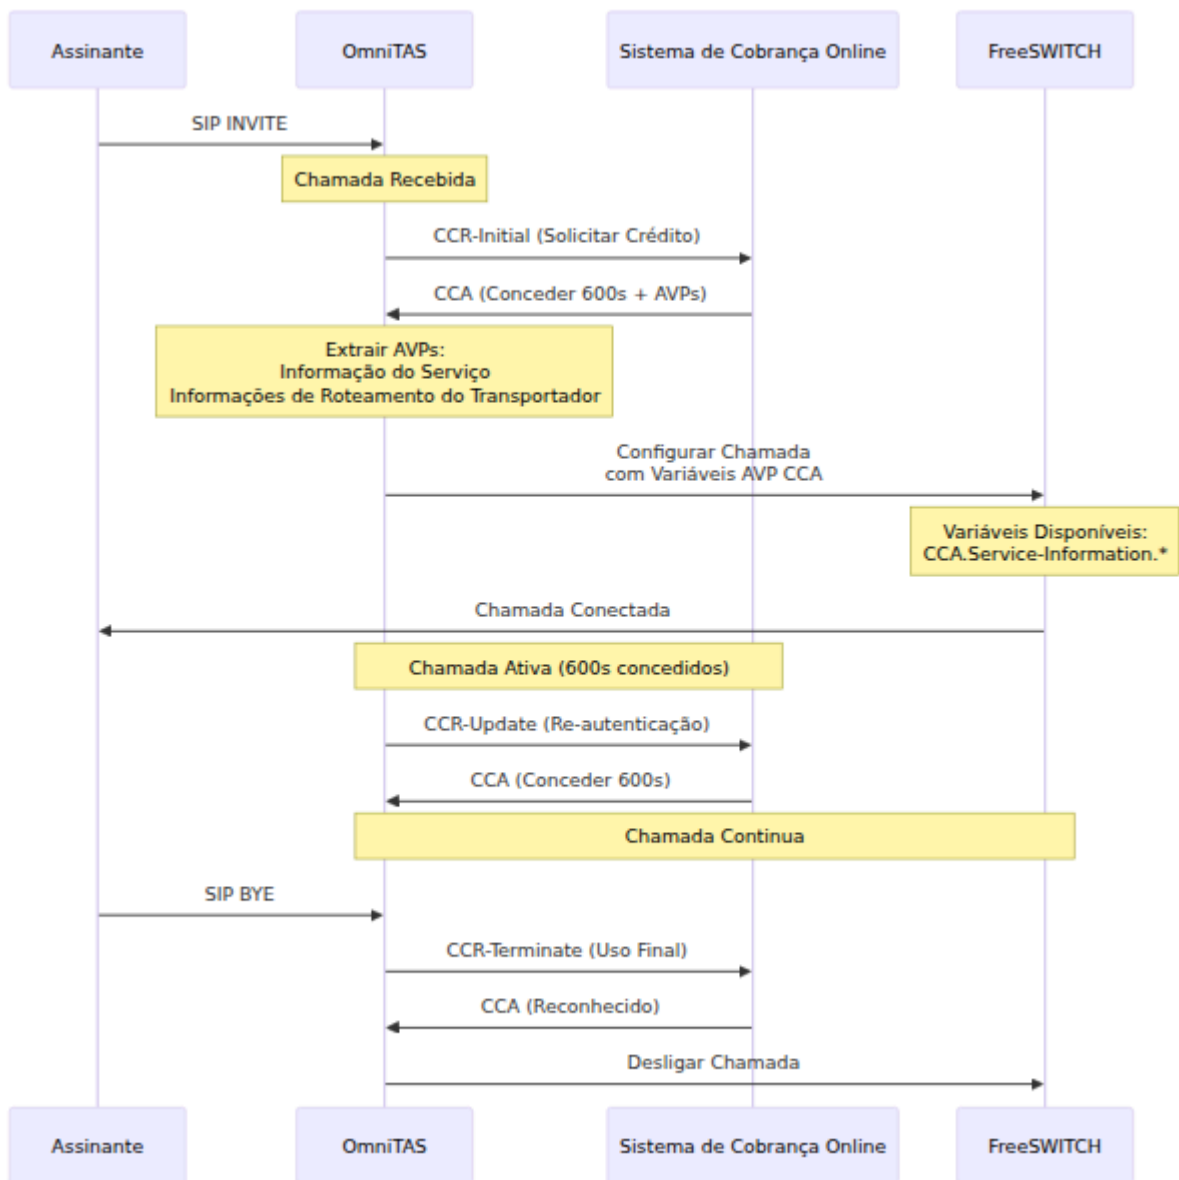 Assinante
OmniTAS
Sistema de Cobrança Online
FreeSWITCH
SIP INVITE
Chamada Recebida
CCR-Initial (Solicitar Crédito)
CCA (Conceder 600s + AVPs)
Extrair AVPs:
Informação do Serviço
Informações de Roteamento do Transportador
Configurar Chamada
com Variáveis AVP CCA
Variáveis Disponíveis:
CCA.Service-Information.*
Chamada Conectada
Chamada Ativa (600s concedidos)
CCR-Update (Re-autenticação)
CCA (Conceder 600s)
Chamada Continua
SIP BYE
CCR-Terminate (Uso Final)
CCA (Reconhecido)
Desligar Chamada
Assinante
OmniTAS
Sistema de Cobrança Online
FreeSWITCH